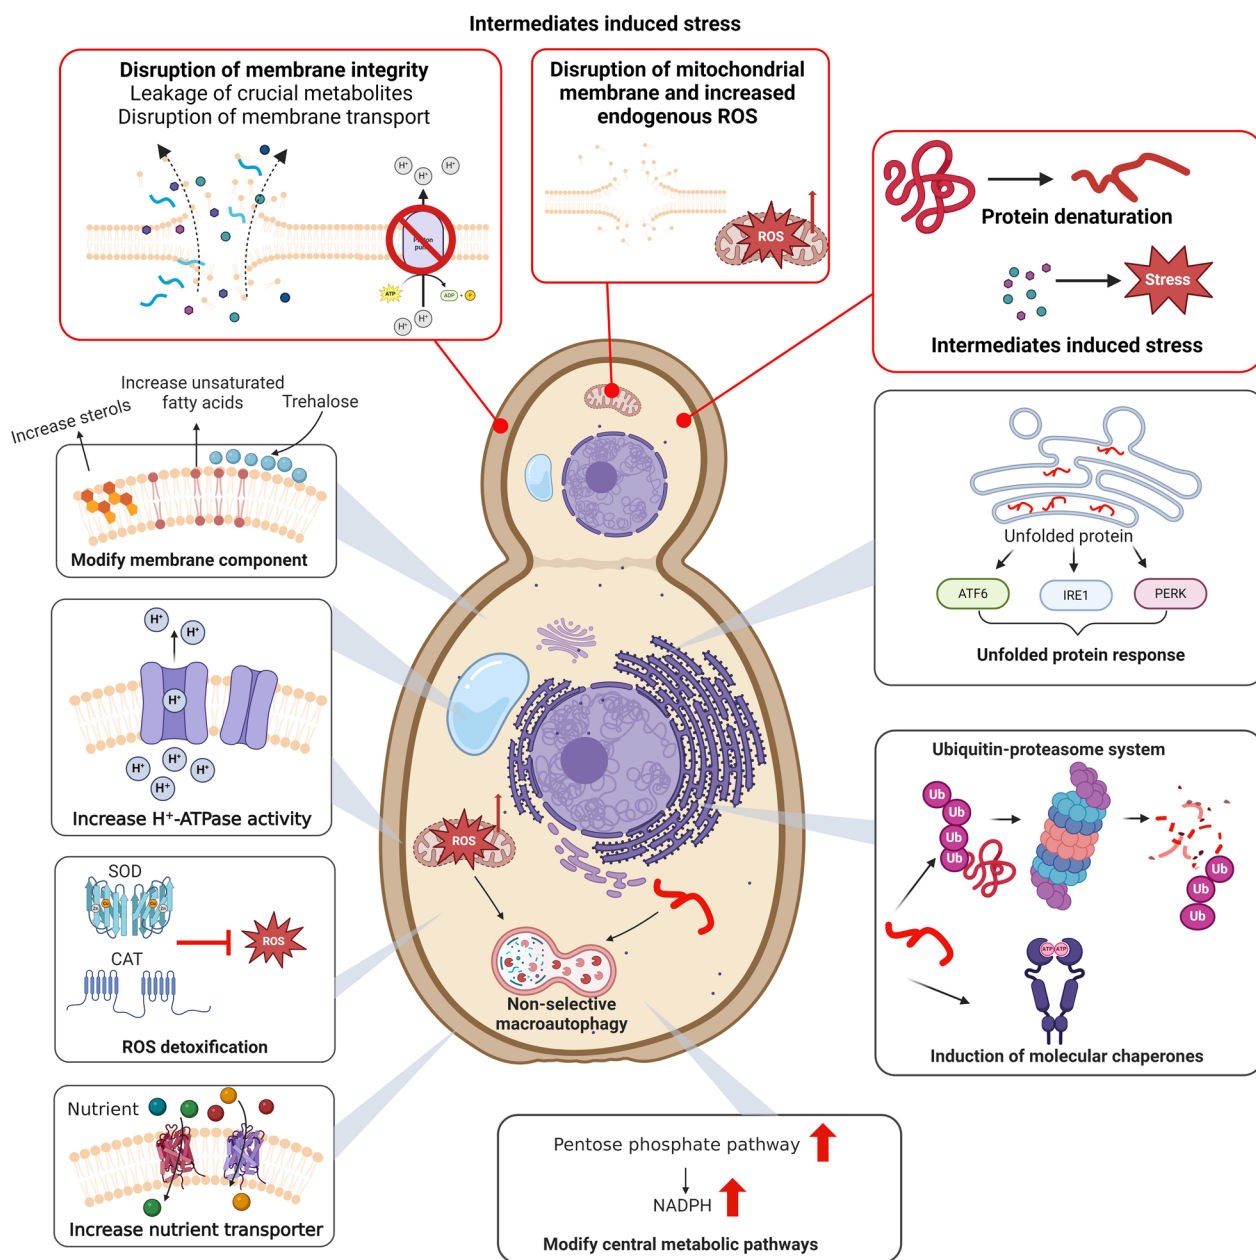 Intermediates induced stress
Disruption of membrane integrity
Leakage of crucial metabolites
Disruption of membrane transport
H⁺
H⁺
H⁺
ATP
ADP
+
P
H⁺
H⁺
Disruption of mitochondrial
membrane and increased
endogenous ROS
ROS
Protein denaturation
Stress
Intermediates induced stress
Increase sterols
Increase unsaturated
fatty acids
Trehalose
Modify membrane component
H⁺
H⁺
H⁺
H⁺
H⁺
H⁺
H⁺
Increase H⁺-ATPase activity
SOD
Cu
Zn
Cu
Zn
ROS
CAT
ROS detoxification
Nutrient
Increase nutrient transporter
ROS
Non-selective
macroautophagy
Unfolded protein
ATF6
IRE1
PERK
Unfolded protein response
Ubiquitin-proteasome system
Ub
Ub
Ub
Ub
Ub
Ub
Ub
ATP
ATP
Induction of molecular chaperones
Pentose phosphate pathway
NADPH
Modify central metabolic pathways